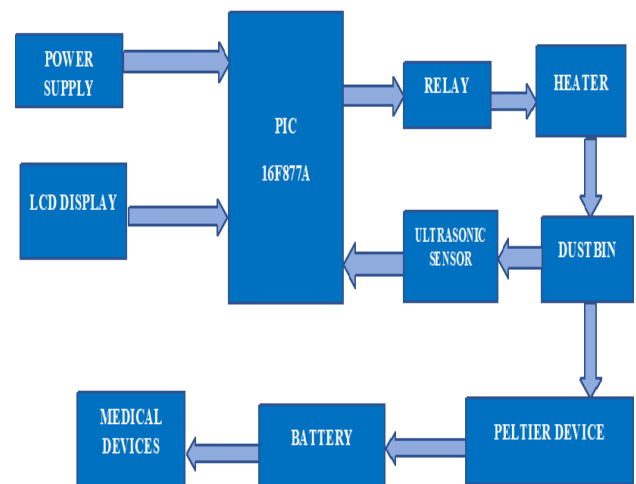 POWER
SUPPLY
PIC
16F877A
RELAY
HEATER
LCD DISPLAY
ULTRASONIC
SENSOR
DUSTBIN
MEDICAL
DEVICES
BATTERY
PELTIER DEVICE